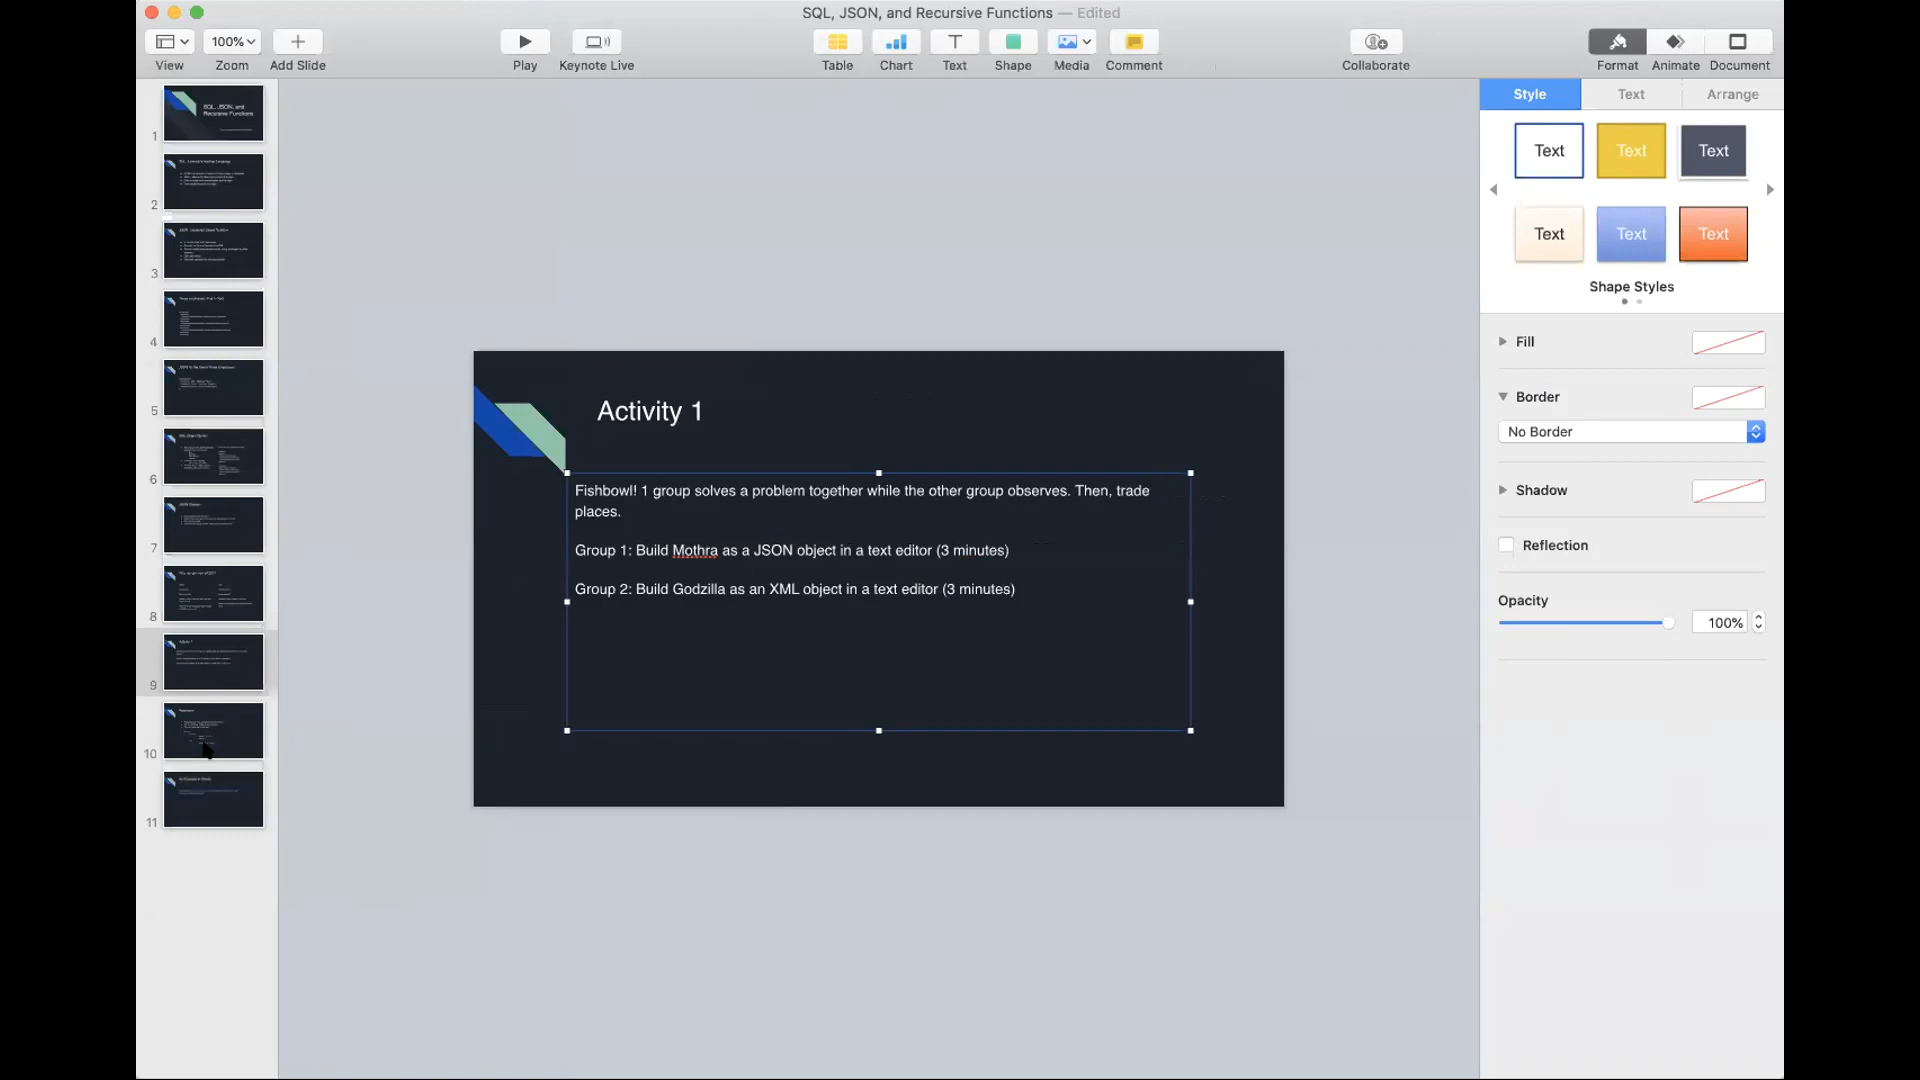 SQL, JSON, and Recursive Functions — Edited
View
100%
Zoom
Add Slide
Play
Keynote Live
Table
Chart
Text
Shape
Media
Comment
Collaborate
Format
Animate
Document
SQL, JSON, and
Recursive Functions
1
2
3
4
5
6
7
8
9
10
11
Activity 1
Fishbowl! 1 group solves a problem together while the other group observes. Then, trade
places.
Group 1: Build Mothra as a JSON object in a text editor (3 minutes)
Group 2: Build Godzilla as an XML object in a text editor (3 minutes)
Style
Text
Arrange
Text
Text
Text
Text
Text
Text
Shape Styles
Fill
Border
No Border
Shadow
Reflection
Opacity
100%